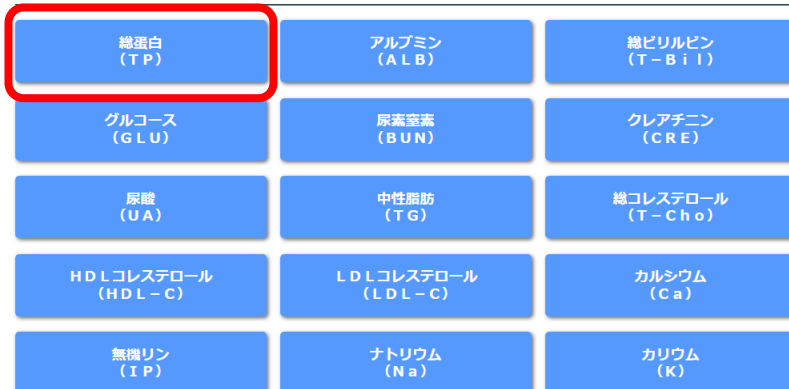 総蛋白
(TP)
アルブミン
(ALB)
総ビリルビン
(T-Bil)
グルコース
(GLU)
尿素窒素
(BUN)
クレアチニン
(CRE)
尿酸
(UA)
中性脂肪
(TG)
総コレステロール
(T-Cho)
HDLコレステロール
(HDL-C)
LDLコレステロール
(LDL-C)
カルシウム
(Ca)
無機リン
(IP)
ナトリウム
(Na)
カリウム
(K)